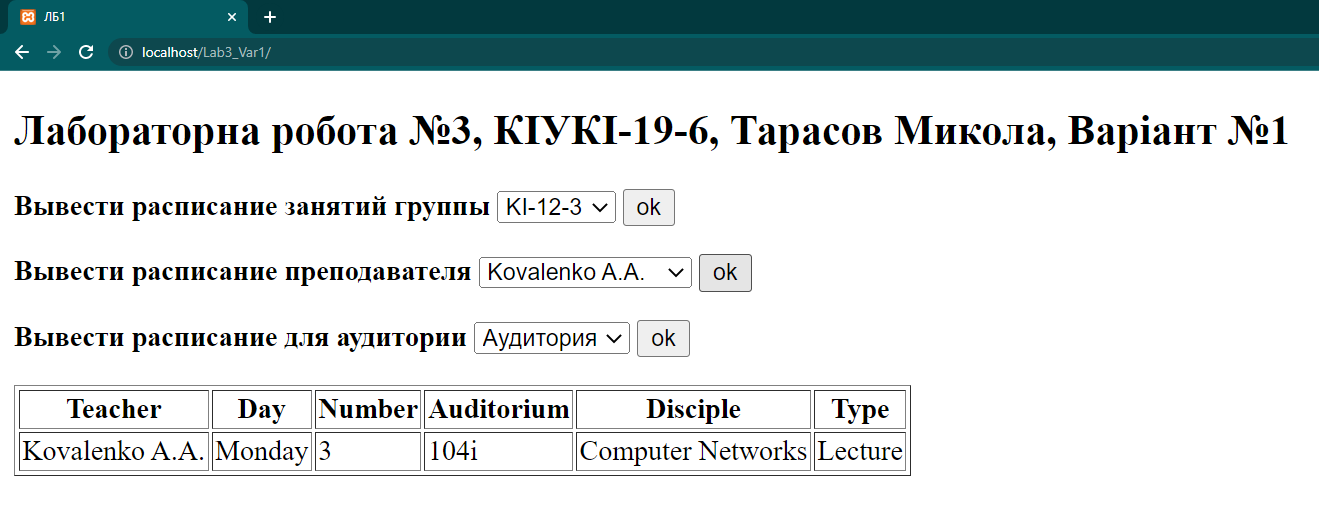 ЛБ1
localhost/Lab3_Var1/
Лабораторна робота №3, КІУКІ-19-6, Тарасов Микола, Варіант №1
Вывести расписание занятий группы KI-12-3 ok
Вывести расписание преподавателя Kovalenko A.A. ok
Вывести расписание для аудитории Аудитория ok
Teacher Day Number Auditorium Disciple Type
Kovalenko A.A. Monday 3 104i Computer Networks Lecture